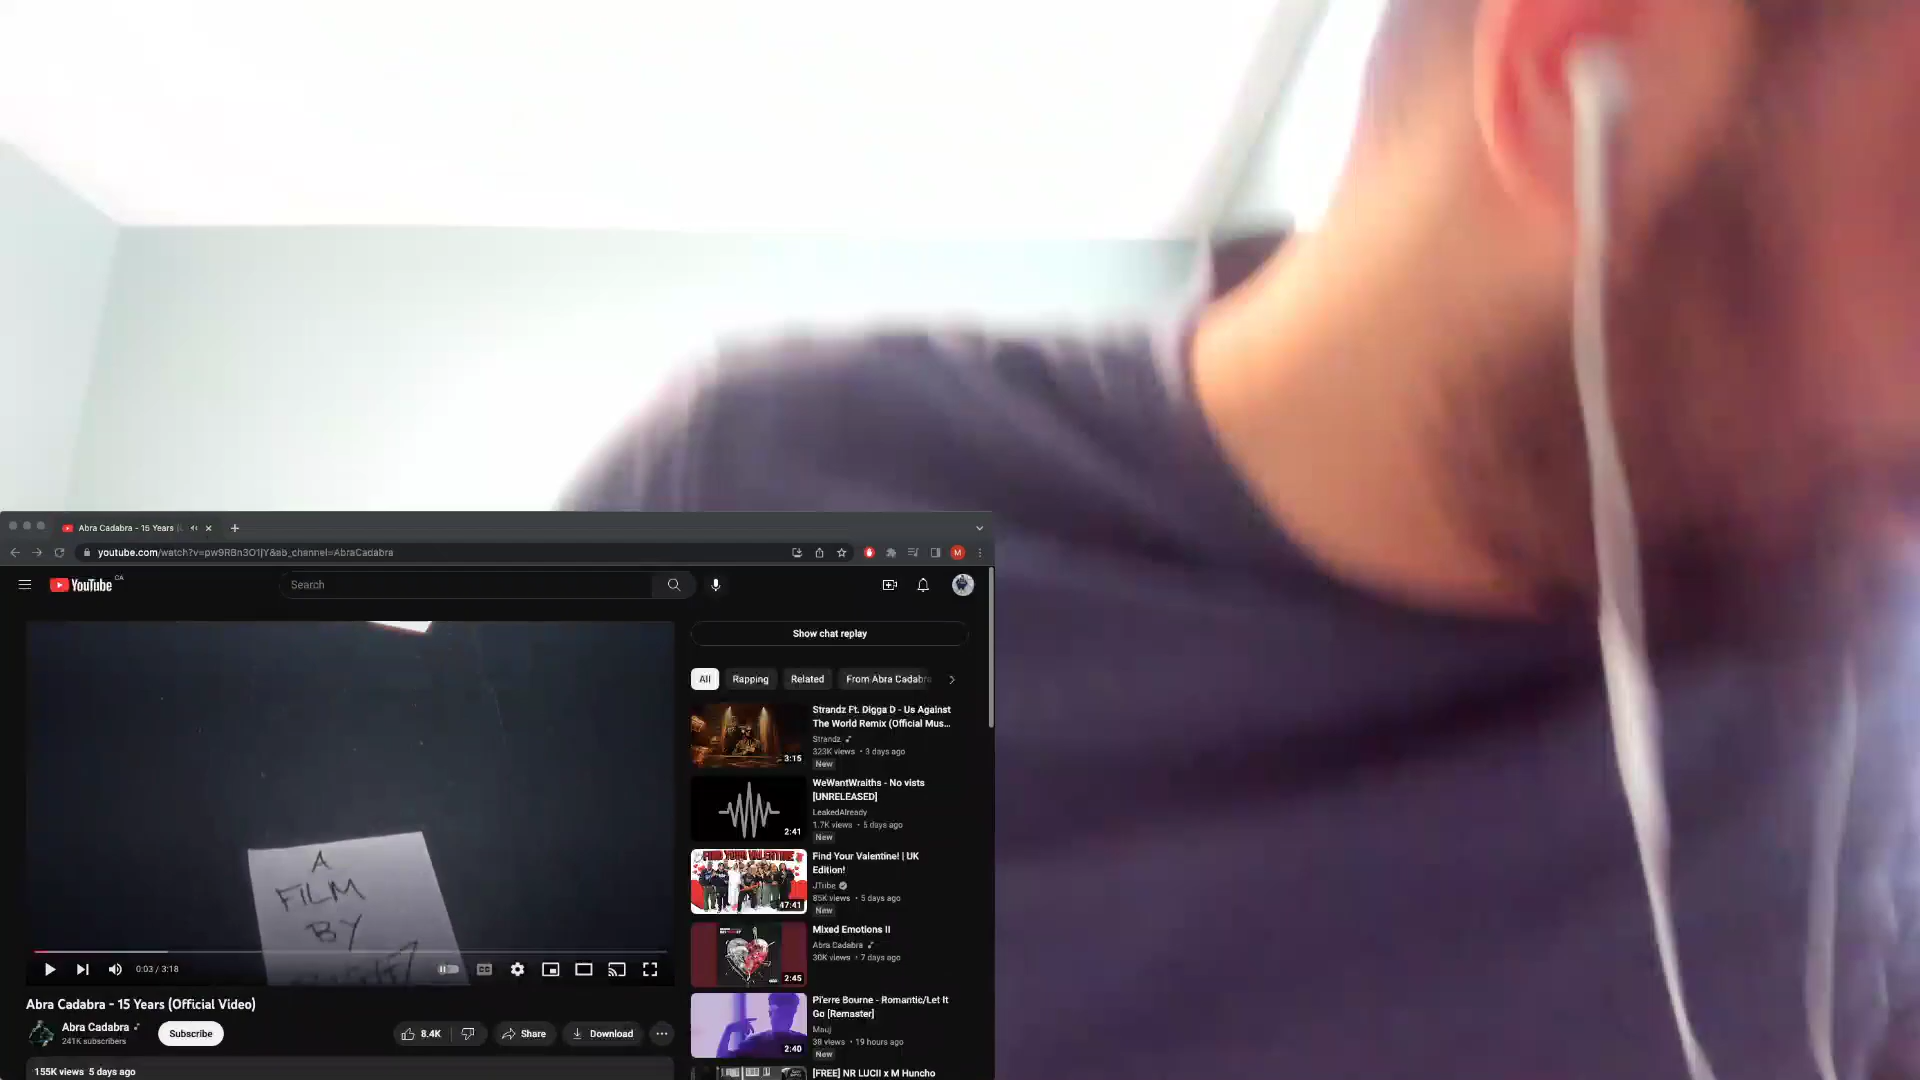 Abra Cadabra - 15 Years (
youtube.com/watch?v=pw9RBn3O1jY&ab_channel=AbraCadabra
M
YouTube CA
Search
A
FILM
BY
0:03 / 3:18
CC
Abra Cadabra - 15 Years (Official Video)
Abra Cadabra
241K subscribers
Subscribe
8.4K
Share
Download
155K views 5 days ago
Show chat replay
All
Rapping
Related
From Abra Cadabra
Strandz Ft. Digga D - Us Against
The World Remix (Official Mus...
Strandz
323K views • 3 days ago
New
3:15
WeWantWraiths - No vists
[UNRELEASED]
LeakedAlready
1.7K views • 5 days ago
New
2:41
FIND YOUR VALENTINE!
Find Your Valentine! | UK
Edition!
JTribe
85K views • 5 days ago
New
47:41
Mixed Emotions II
Abra Cadabra
30K views • 7 days ago
2:45
Pi'erre Bourne - Romantic/Let It
Go [Remaster]
Mauj
38 views • 19 hours ago
New
2:40
[FREE] NR LUCII x M Huncho